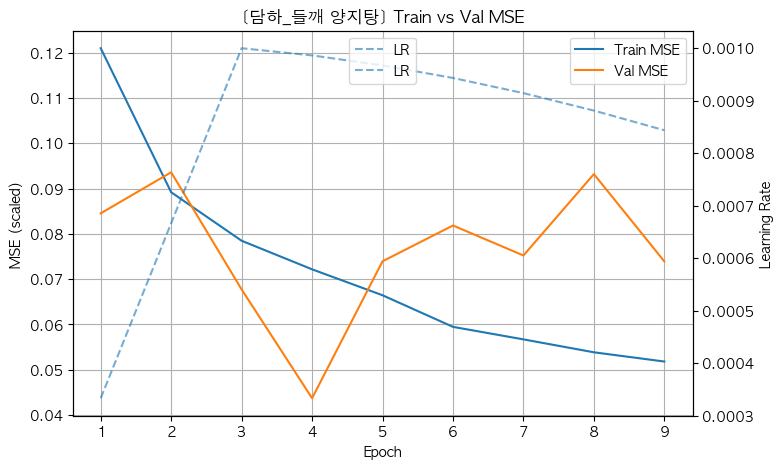 [담하_들깨 양지탕] Train vs Val MSE
LR
LR
Train MSE
Val MSE
MSE (scaled)
0.12
0.11
0.10
0.09
0.08
0.07
0.06
0.05
0.04
0.0010
0.0009
0.0008
0.0007
0.0006
0.0005
0.0004
0.0003
Learning Rate
1 2 3 4 5 6 7 8 9
Epoch